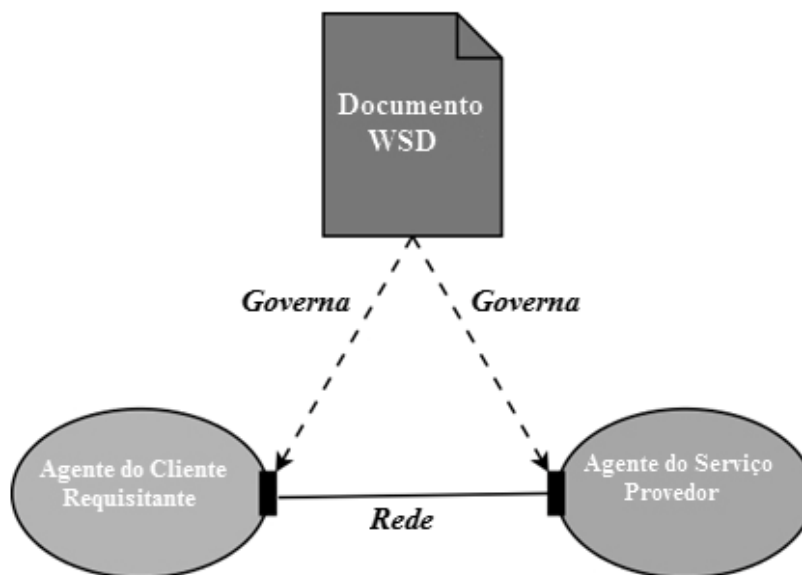 Documento
WSD
Governa
Governa
Agente do Cliente
Requisitante
Agente do Serviço
Provedor
Rede